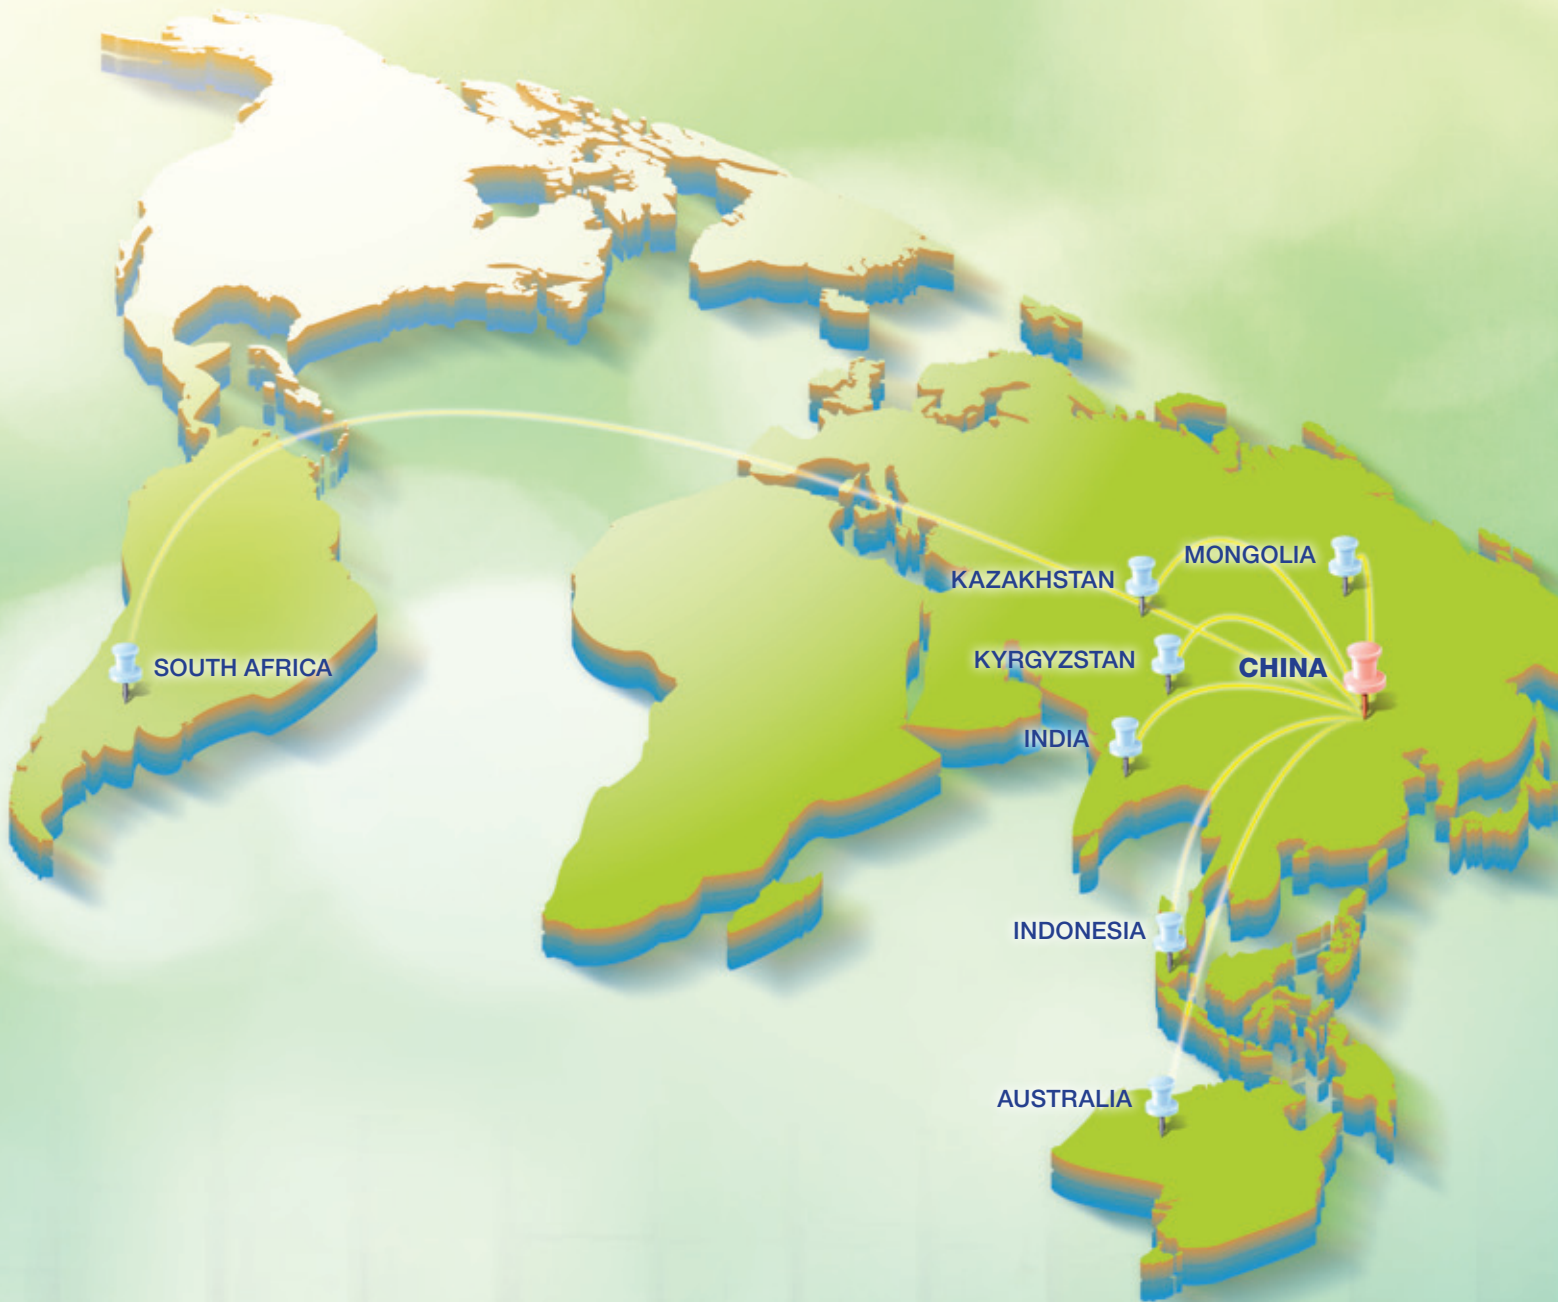 MONGOLIA
KAZAKHSTAN
KYRGYZSTAN
CHINA
SOUTH AFRICA
INDIA
INDONESIA
AUSTRALIA